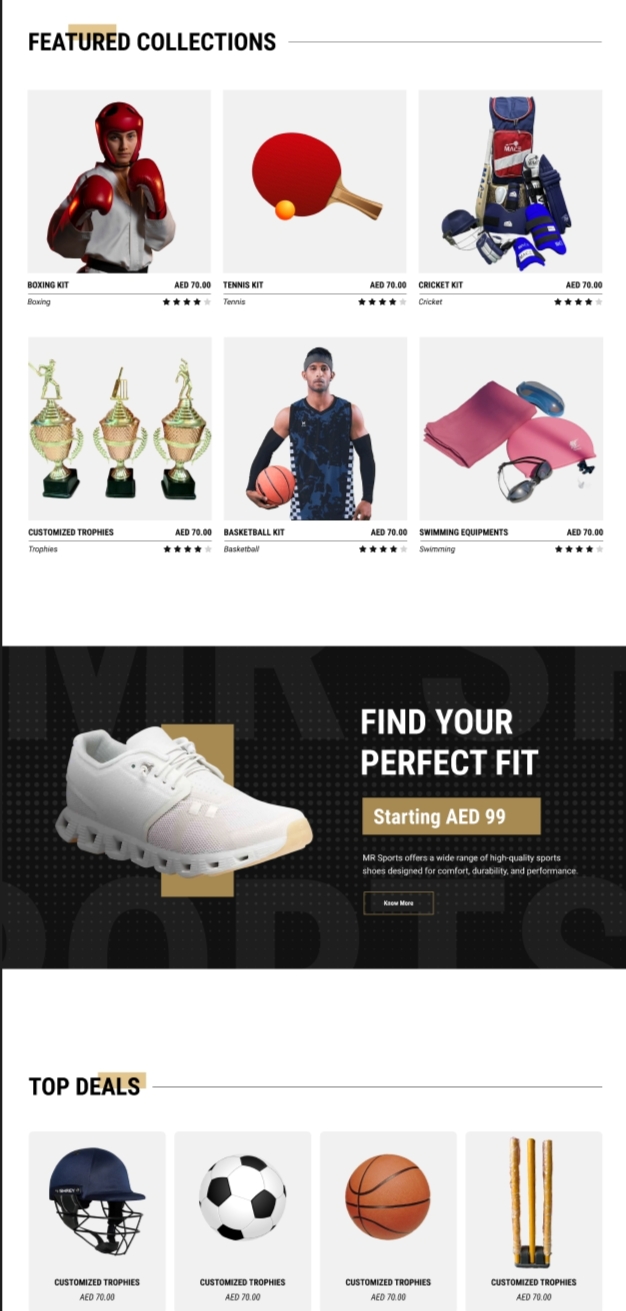 FEATURED COLLECTIONS
BOXING KIT AED 70.00
Boxing
TENNIS KIT AED 70.00
Tennis
CRICKET KIT AED 70.00
Cricket
CUSTOMIZED TROPHIES AED 70.00
Trophies
BASKETBALL KIT AED 70.00
Basketball
SWIMMING EQUIPMENTS AED 70.00
Swimming
MR SP
FIND YOUR
PERFECT FIT
Starting AED 99
MR Sports offers a wide range of high-quality sports
shoes designed for comfort, durability, and performance.
Know More
PORTS
TOP DEALS
CUSTOMIZED TROPHIES
AED 70.00
CUSTOMIZED TROPHIES
AED 70.00
CUSTOMIZED TROPHIES
AED 70.00
CUSTOMIZED TROPHIES
AED 70.00